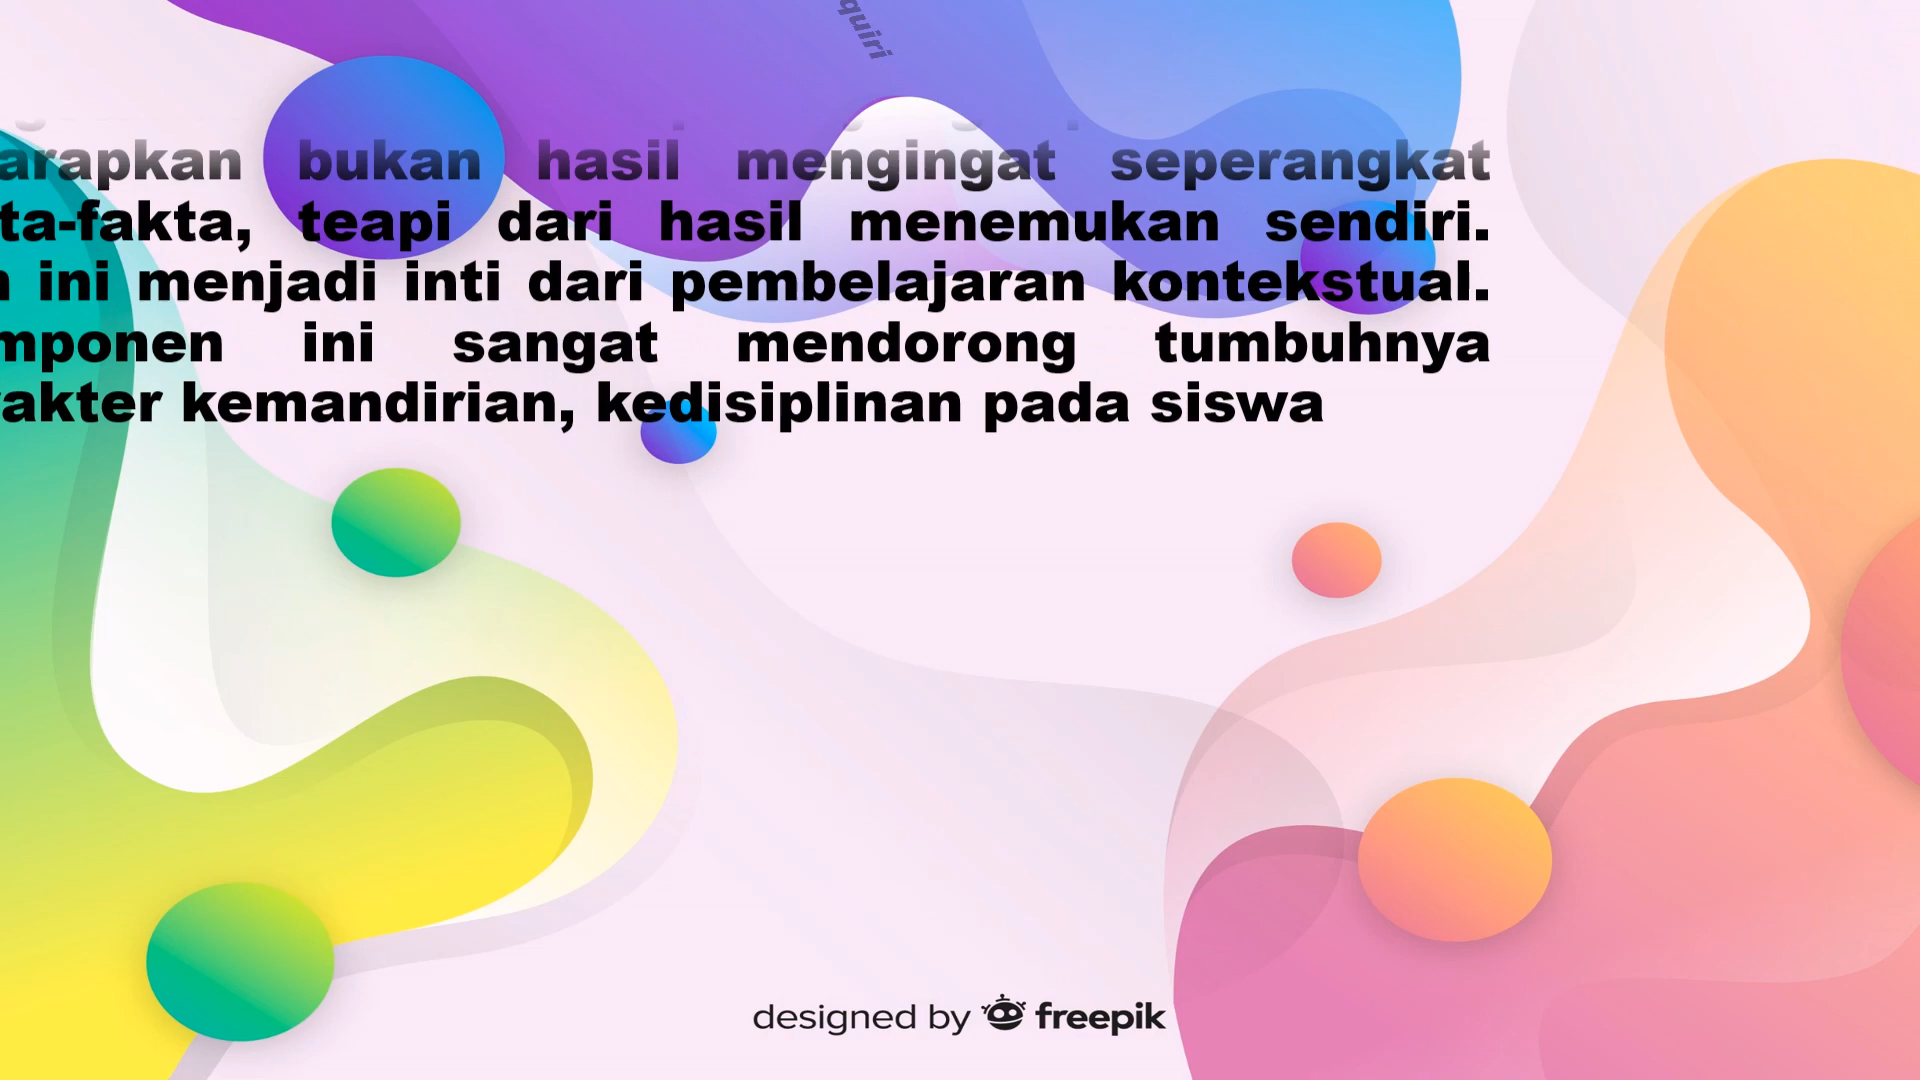 quiri
arapkan bukan hasil mengingat seperangkat
ta-fakta, teapi dari hasil menemukan sendiri.
ini menjadi inti dari pembelajaran kontekstual.
mponen ini sangat mendorong tumbuhnya
akter kemandirian, kedisiplinan pada siswa
designed by freepik